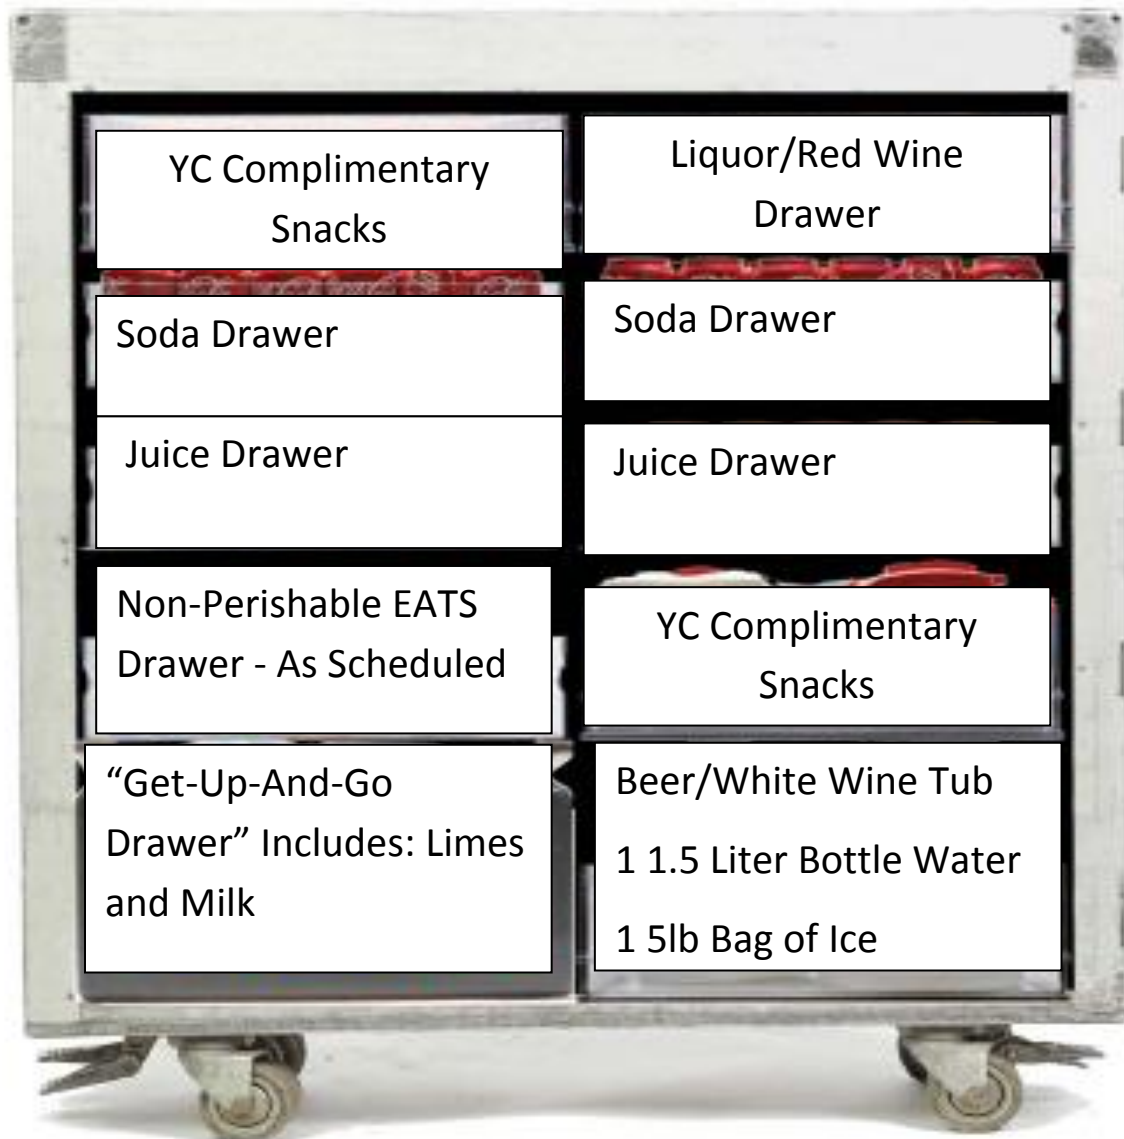 YC Complimentary
Snacks
Liquor/Red Wine
Drawer
Soda Drawer
Soda Drawer
Juice Drawer
Juice Drawer
Non-Perishable EATS
Drawer - As Scheduled
YC Complimentary
Snacks
“Get-Up-And-Go
Drawer” Includes: Limes
and Milk
Beer/White Wine Tub
1 1.5 Liter Bottle Water
1 5lb Bag of Ice